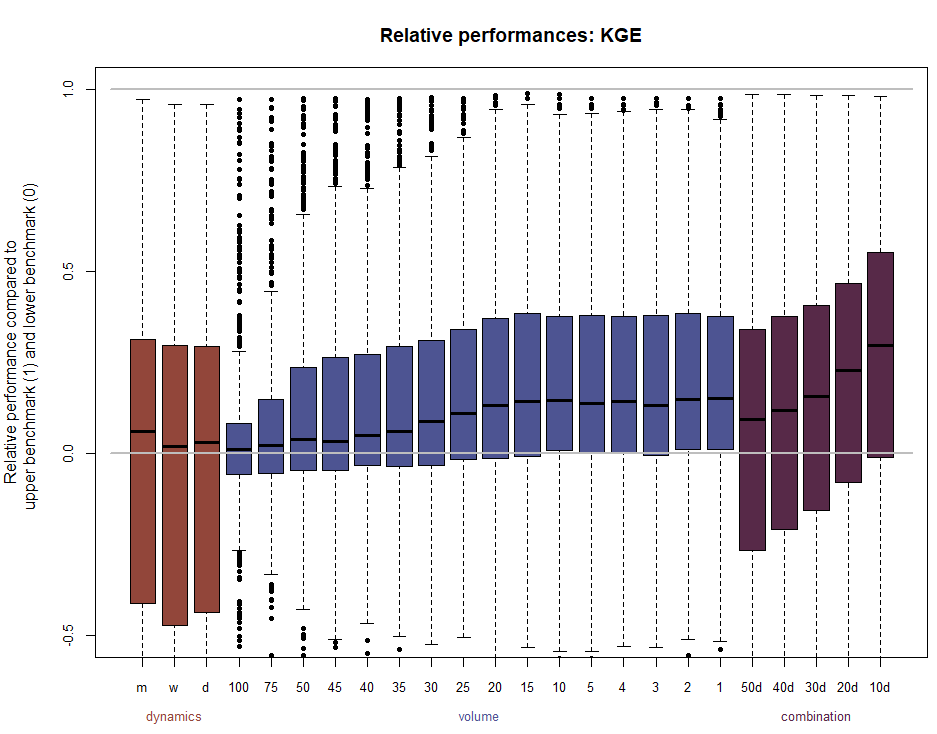 Relative performances: KGE
Relative performance compared to
upper benchmark (1) and lower benchmark (0)
1.0
0.5
0.0
-0.5
m w d 100 75 50 45 40 35 30 25 20 15 10 5 4 3 2 1 50d 40d 30d 20d 10d
dynamics volume combination